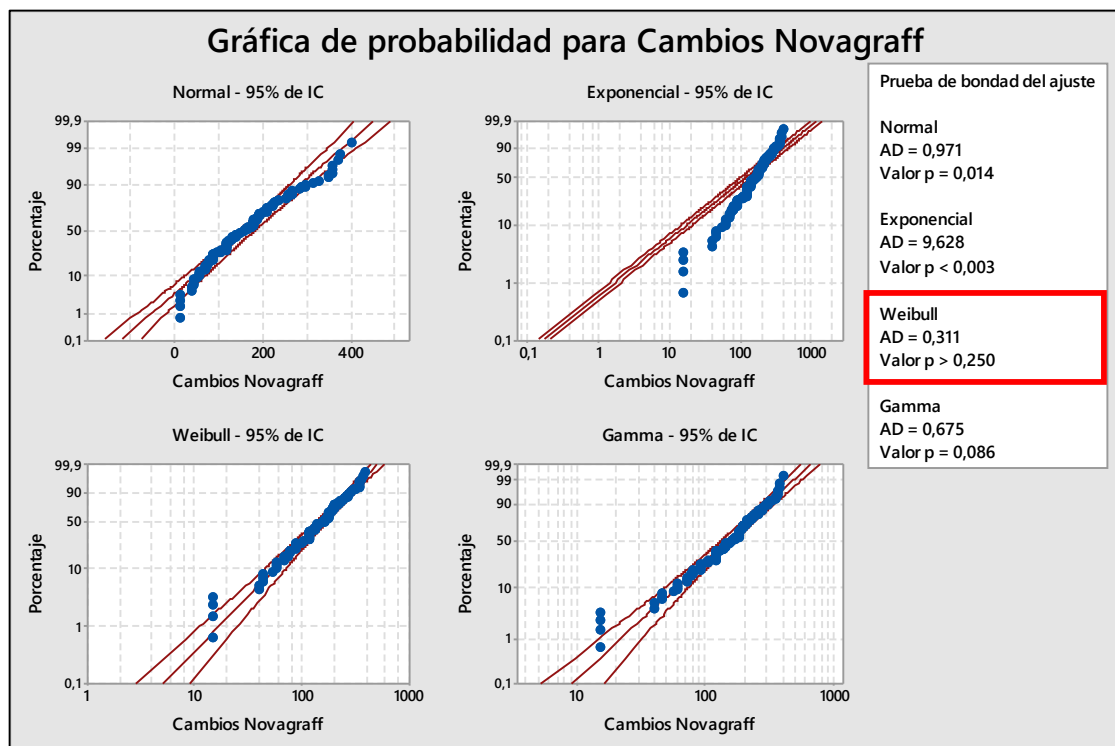 Gráfica de probabilidad para Cambios Novagraff
Normal - 95% de IC
99,9
99
90
50
10
1
0,1
Porcentaje
0 200 400
Cambios Novagraff
Exponencial - 95% de IC
99,9
90
50
10
1
0,1
Porcentaje
0,1 1 10 100 1000
Cambios Novagraff
Weibull - 95% de IC
99,9
90
50
10
1
0,1
Porcentaje
1 10 100 1000
Cambios Novagraff
Gamma - 95% de IC
99,9
99
90
50
10
1
0,1
Porcentaje
10 100 1000
Cambios Novagraff
Prueba de bondad del ajuste
Normal
AD = 0,971
Valor p = 0,014
Exponencial
AD = 9,628
Valor p < 0,003
Weibull
AD = 0,311
Valor p > 0,250
Gamma
AD = 0,675
Valor p = 0,086